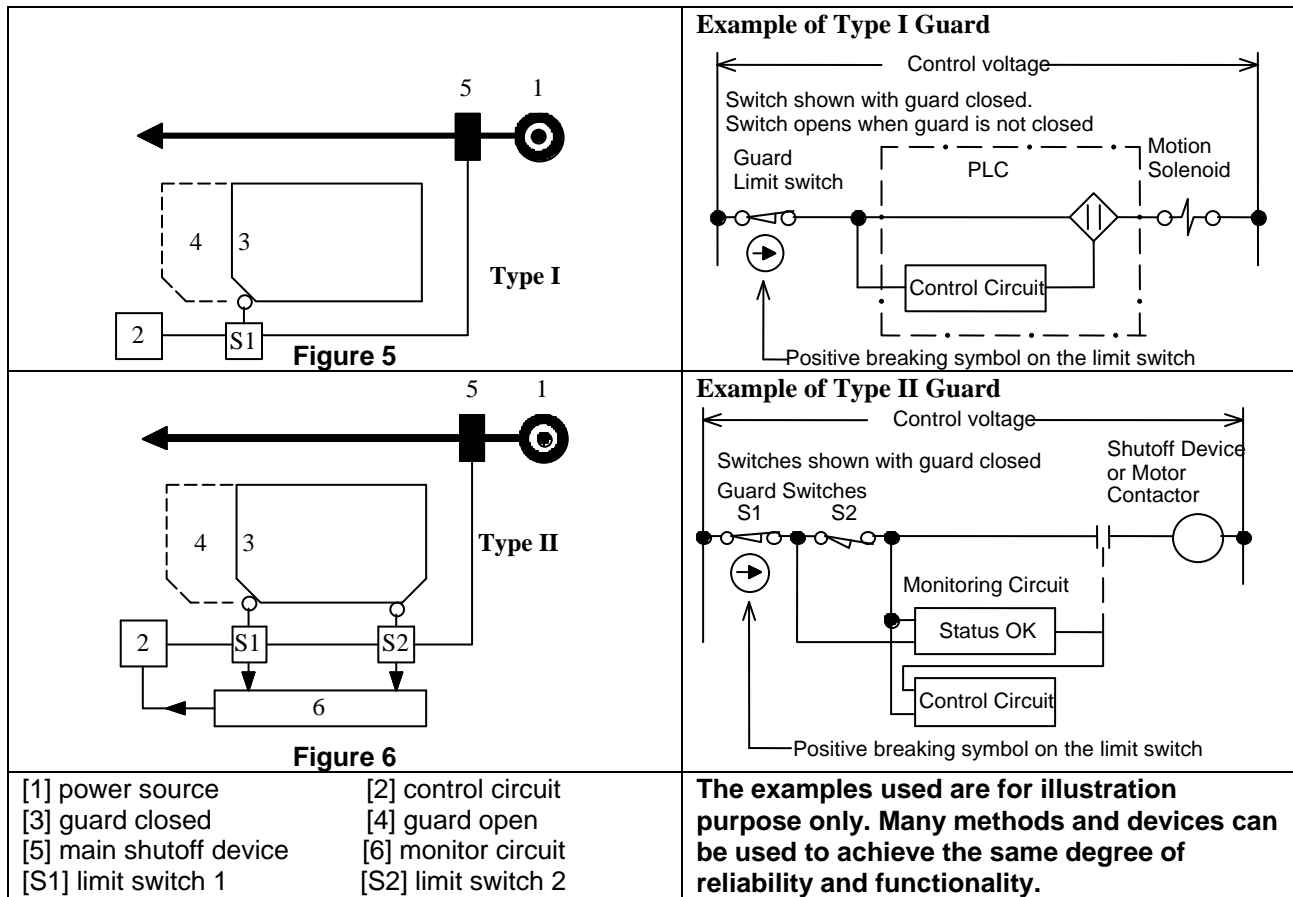 5 1
4 3
Type I
2 S1
Figure 5
Example of Type I Guard
Control voltage
Switch shown with guard closed.
Switch opens when guard is not closed
Guard
Limit switch
PLC
Motion
Solenoid
Control Circuit
Positive breaking symbol on the limit switch
5 1
4 3
Type II
2 S1 S2
6
Figure 6
Example of Type II Guard
Control voltage
Switches shown with guard closed
Guard Switches
S1 S2
Shutoff Device
or Motor
Contactor
Monitoring Circuit
Status OK
Control Circuit
Positive breaking symbol on the limit switch
[1] power source [2] control circuit
[3] guard closed [4] guard open
[5] main shutoff device [6] monitor circuit
[S1] limit switch 1 [S2] limit switch 2
The examples used are for illustration
purpose only. Many methods and devices can
be used to achieve the same degree of
reliability and functionality.